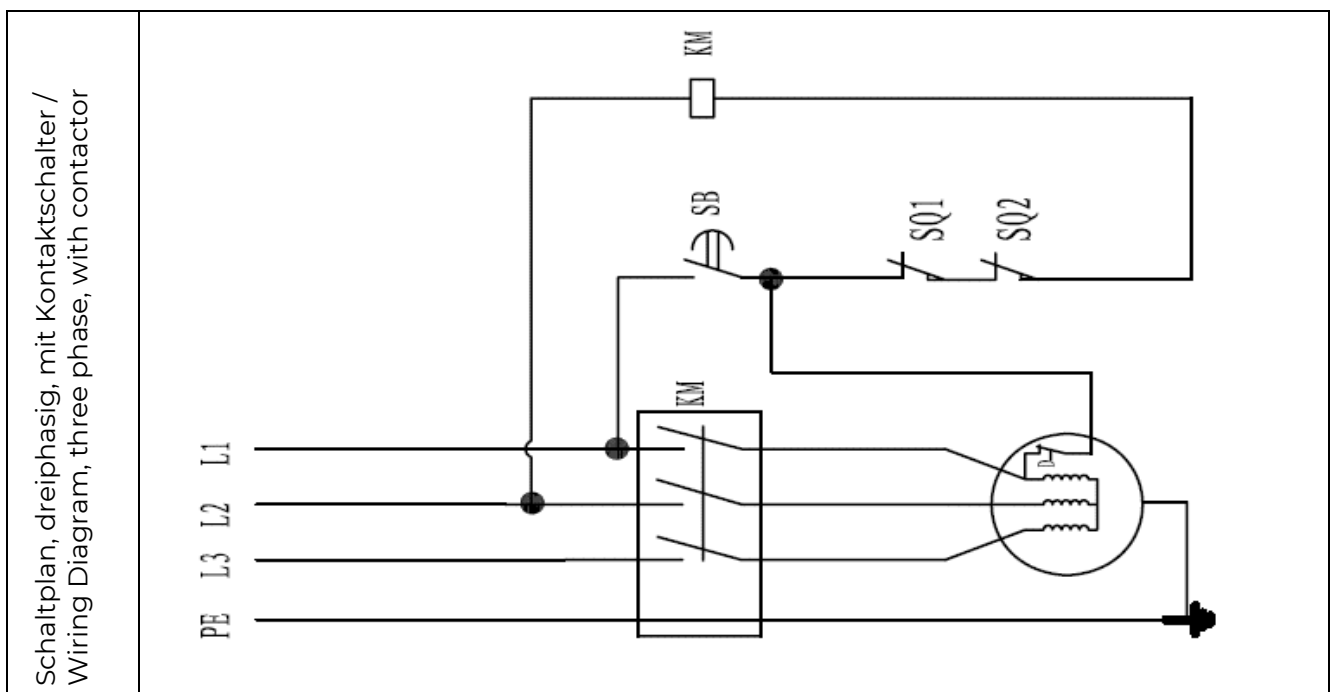 Schaltplan, dreiphasig, mit Kontaktschalter /
Wiring Diagram, three phase, with contactor
KM
SB
SQ1
SQ2
KM
L1
L2
L3
PE